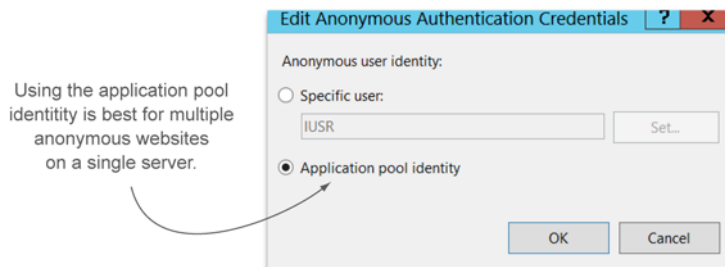 Edit Anonymous Authentication Credentials ? X
Anonymous user identity:
Specific user:
IUSR
Set...
Application pool identity
OK
Cancel
Using the application pool
identitity is best for multiple
anonymous websites
on a single server.